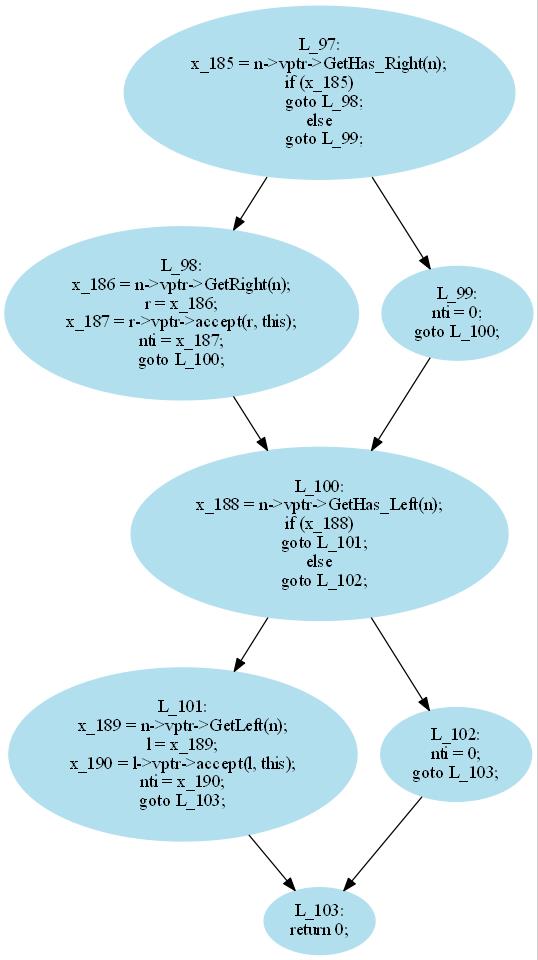 L_97:
x_185 = n->vptr->GetHas_Right(n);
if (x_185)
goto L_98;
else
goto L_99;
L_98:
x_186 = n->vptr->GetRight(n);
r = x_186;
x_187 = r->vptr->accept(r, this);
nti = x_187;
goto L_100;
L_99:
nti = 0;
goto L_100;
L_100:
x_188 = n->vptr->GetHas_Left(n);
if (x_188)
goto L_101;
else
goto L_102;
L_101:
x_189 = n->vptr->GetLeft(n);
l = x_189;
x_190 = l->vptr->accept(l, this);
nti = x_190;
goto L_103;
L_102:
nti = 0;
goto L_103;
L_103:
return 0;